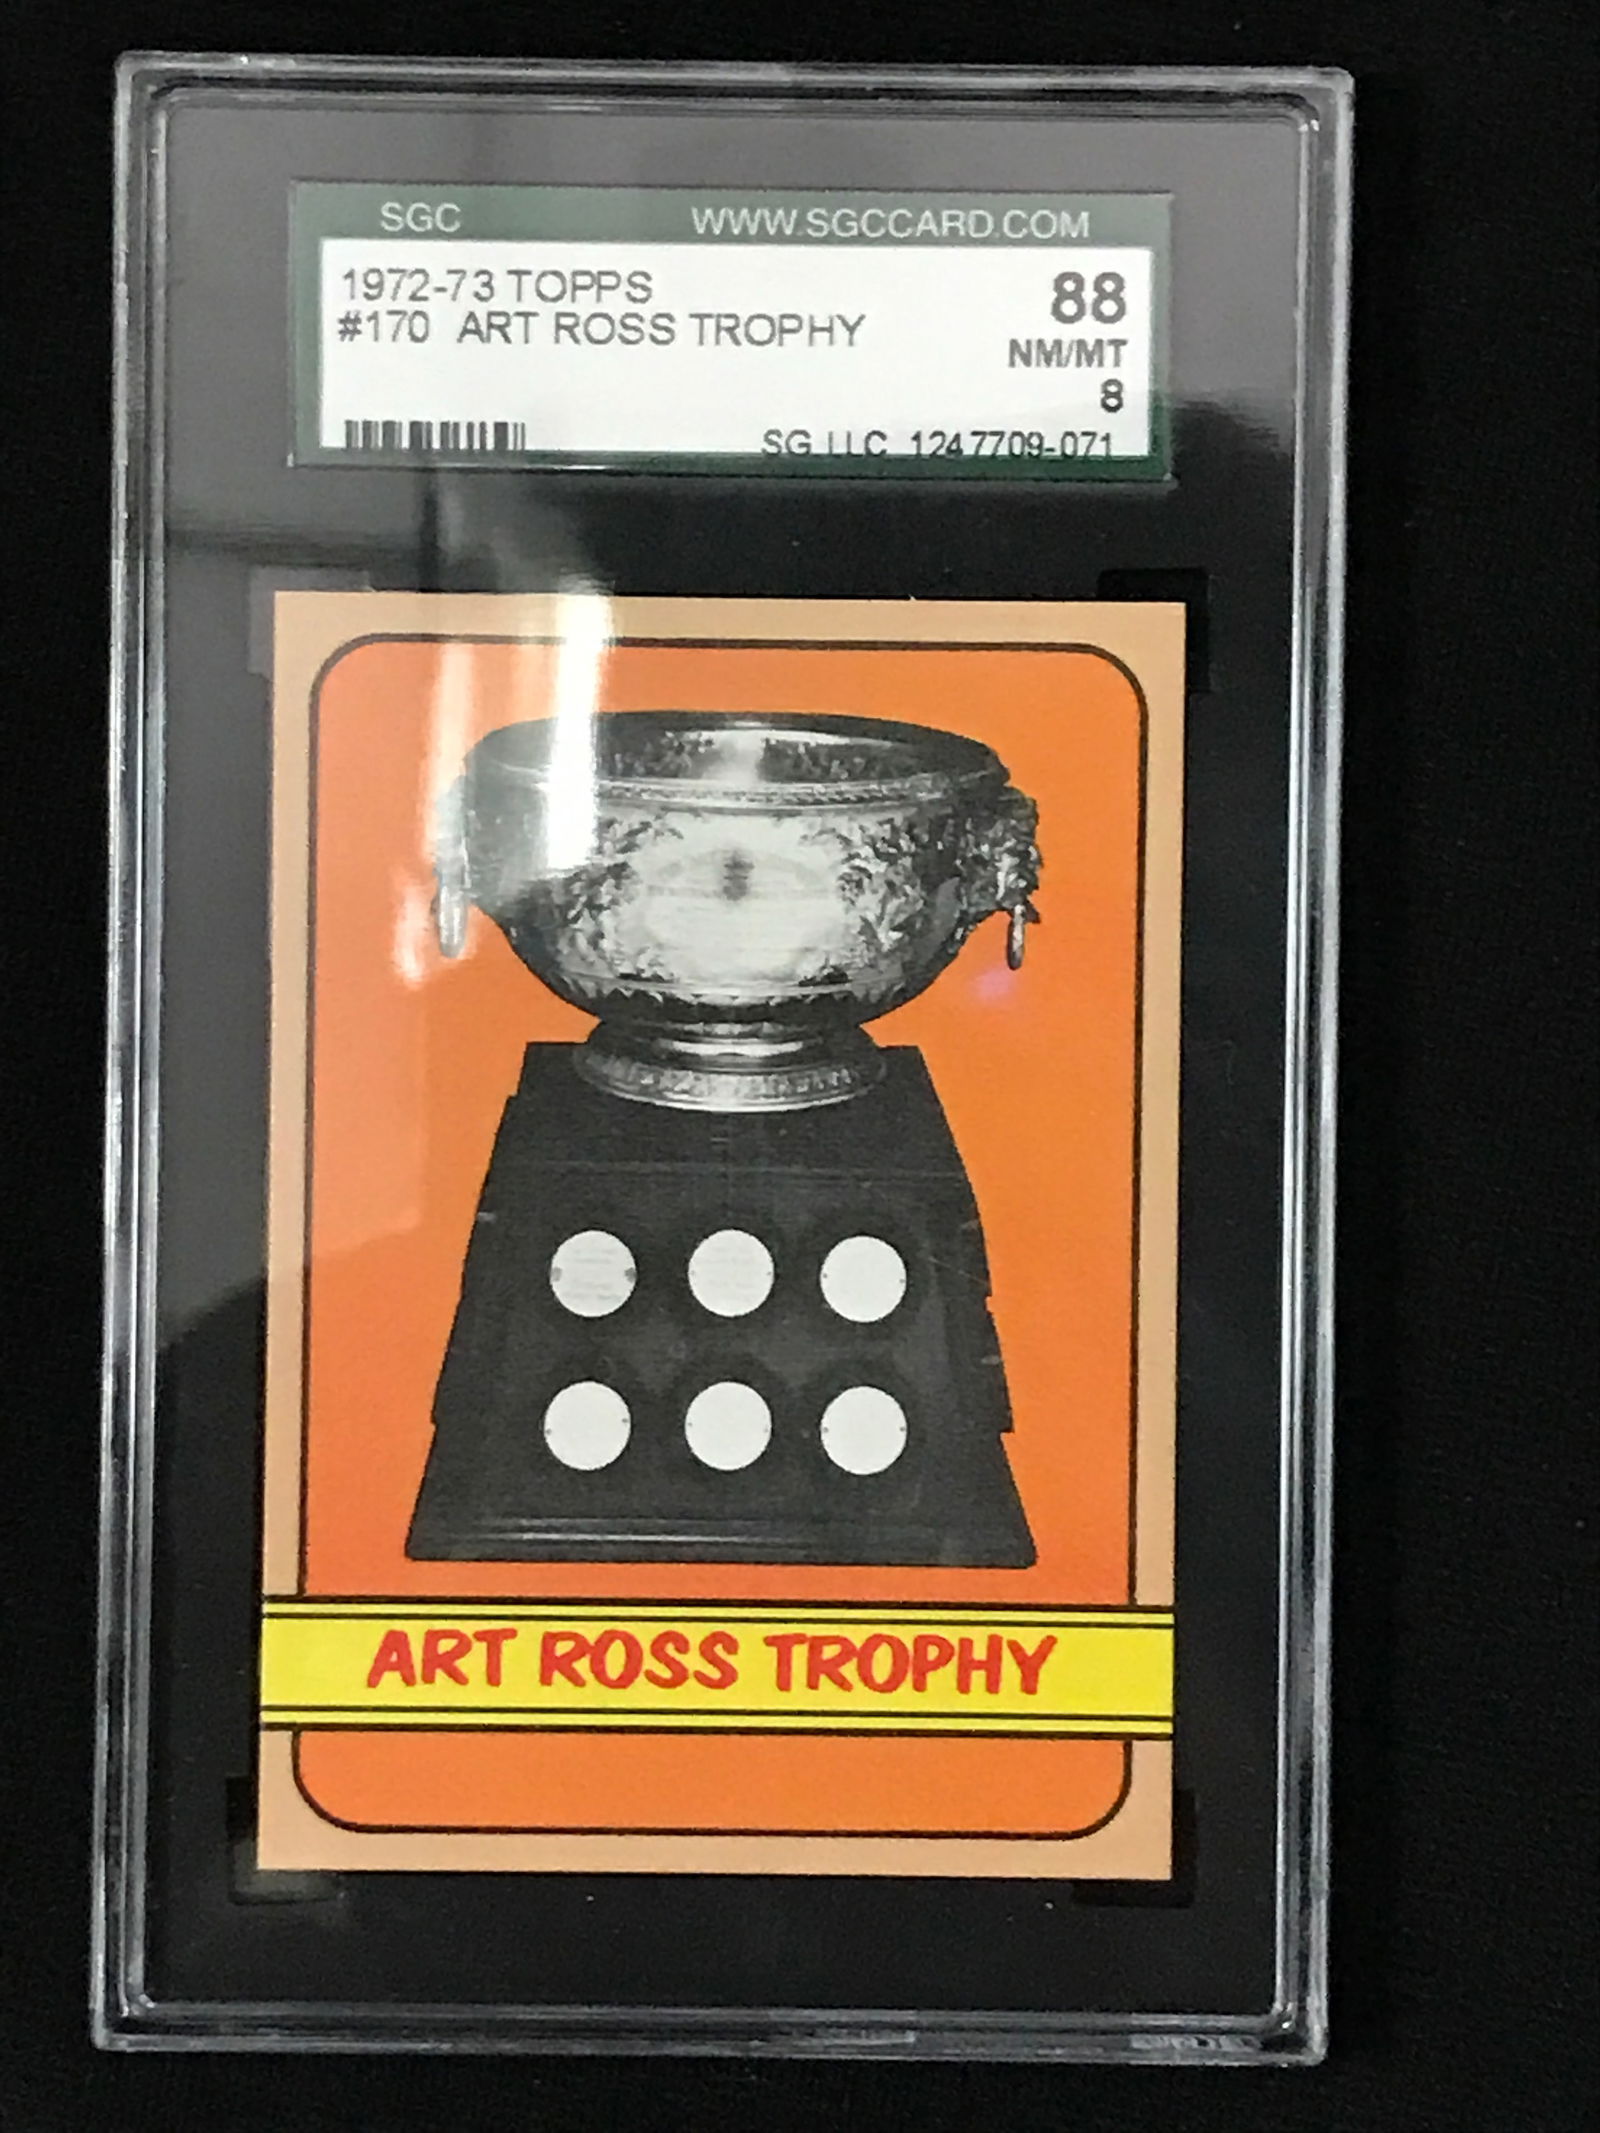 SGC WWW.SGCCARD.COM
1972-73 TOPPS 88
#170 ART ROSS TROPHY NM/MT
8
SG LLC 1247709-071
ART ROSS TROPHY